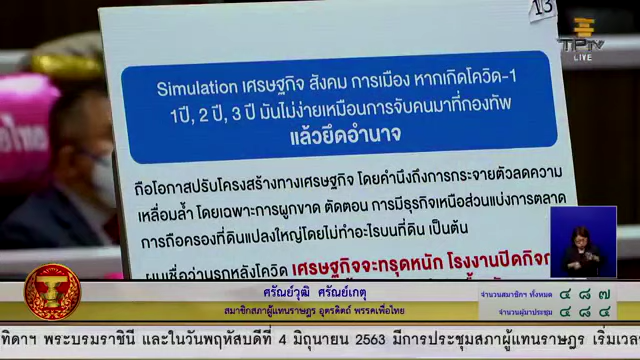 13
TPTV
LIVE
Simulation เศรษฐกิจ สังคม การเมือง หากเกิดโควิด-1
1ปี, 2 ปี, 3 ปี มันไม่ง่ายเหมือนการจับคนมาที่กองทัพ
แล้วยึดอำนาจ
ถือโอกาสปรับโครงสร้างทางเศรษฐกิจ โดยคำนึงถึงการกระจายตัวลดความ
เหลื่อมล้ำ โดยเฉพาะการผูกขาด ตัดตอน การมีธุรกิจเหนือส่วนแบ่งการตลาด
การถือครองที่ดินแปลงใหญ่โดยไม่ทำอะไรบนที่ดิน เป็นต้น
ผมเชื่อว่านรกหลังโควิด เศรษฐกิจจะทรุดหนัก โรงงานปิดกิจก
ศรัณย์วุฒิ ศรัณย์เกตุ
สมาชิกสภาผู้แทนราษฎร อุตรดิตถ์ พรรคเพื่อไทย
จำนวนสมาชิกฯ ทั้งหมด ๔ ๘ ๗
จำนวนผู้มาประชุม ๔ ๘ ๔
ทิดาฯ พระบรมราชินี และในวันพฤหัสบดีที่ 4 มิถุนายน 2563 มีการประชุมสภาผู้แทนราษฎร เริ่มเวล